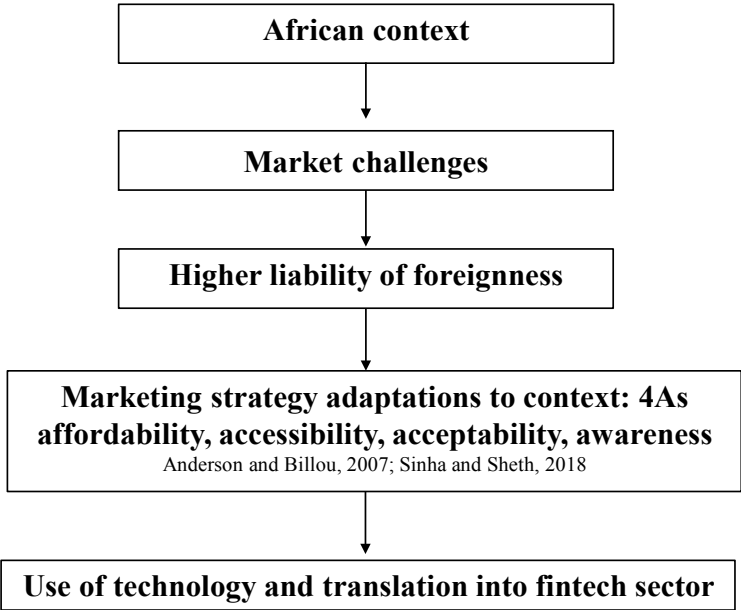 African context
Market challenges
Higher liability of foreignness
Marketing strategy adaptations to context: 4As
affordability, accessibility, acceptability, awareness
Anderson and Billou, 2007; Sinha and Sheth, 2018
Use of technology and translation into fintech sector